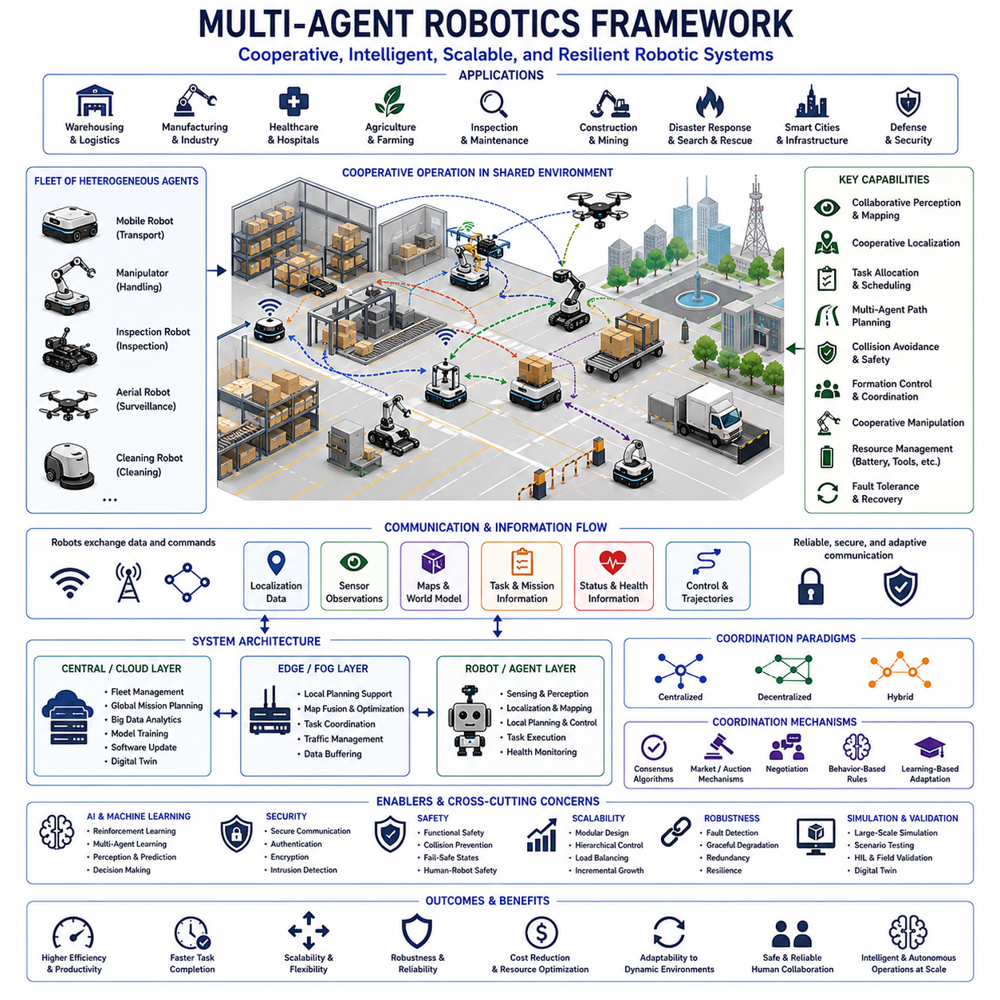 MULTI-AGENT ROBOTICS FRAMEWORK
Cooperative, Intelligent, Scalable, and Resilient Robotic Systems
APPLICATIONS
Warehousing
& Logistics
Manufacturing
& Industry
Healthcare
& Hospitals
Agriculture
& Farming
Inspection
& Maintenance
Construction
& Mining
Disaster Response
& Search & Rescue
Smart Cities
& Infrastructure
Defense
& Security
FLEET OF HETEROGENEOUS AGENTS
Mobile Robot
(Transport)
Manipulator
(Handling)
Inspection Robot
(Inspection)
Aerial Robot
(Surveillance)
Cleaning Robot
(Cleaning)
...
COOPERATIVE OPERATION IN SHARED ENVIRONMENT
KEY CAPABILITIES
Collaborative Perception
& Mapping
Cooperative Localization
Task Allocation
& Scheduling
Multi-Agent Path
Planning
Collision Avoidance
& Safety
Formation Control
& Coordination
Cooperative Manipulation
Resource Management
(Battery, Tools, etc.)
Fault Tolerance
& Recovery
COMMUNICATION & INFORMATION FLOW
Robots exchange data and commands
Localization
Data
Sensor
Observations
Maps &
World Model
Task & Mission
Information
Status & Health
Information
Control &
Trajectories
Reliable, secure, and adaptive
communication
SYSTEM ARCHITECTURE
CENTRAL / CLOUD LAYER
• Fleet Management
• Global Mission Planning
• Big Data Analytics
• Model Training
• Software Update
• Digital Twin
EDGE / FOG LAYER
• Local Planning Support
• Map Fusion & Optimization
• Task Coordination
• Traffic Management
• Data Buffering
ROBOT / AGENT LAYER
• Sensing & Perception
• Localization & Mapping
• Local Planning & Control
• Task Execution
• Health Monitoring
COORDINATION PARADIGMS
Centralized
Decentralized
Hybrid
COORDINATION MECHANISMS
Consensus
Algorithms
Market / Auction
Mechanisms
Negotiation
Behavior-Based
Rules
Learning-Based
Adaptation
ENABLERS & CROSS-CUTTING CONCERNS
AI & MACHINE LEARNING
• Reinforcement Learning
• Multi-Agent Learning
• Perception & Prediction
• Decision Making
SECURITY
• Secure Communication
• Authentication
• Encryption
• Intrusion Detection
SAFETY
• Functional Safety
• Collision Prevention
• Fail-Safe States
• Human-Robot Safety
SCALABILITY
• Modular Design
• Hierarchical Control
• Load Balancing
• Incremental Growth
ROBUSTNESS
• Fault Detection
• Graceful Degradation
• Redundancy
• Resilience
SIMULATION & VALIDATION
• Large-Scale Simulation
• Scenario Testing
• HIL & Field Validation
• Digital Twin
OUTCOMES & BENEFITS
Higher Efficiency
& Productivity
Faster Task
Completion
Scalability &
Flexibility
Robustness &
Reliability
$
Cost Reduction
& Resource Optimization
Adaptability to
Dynamic Environments
Safe & Reliable
Human Collaboration
Intelligent & Autonomous
Operations at Scale